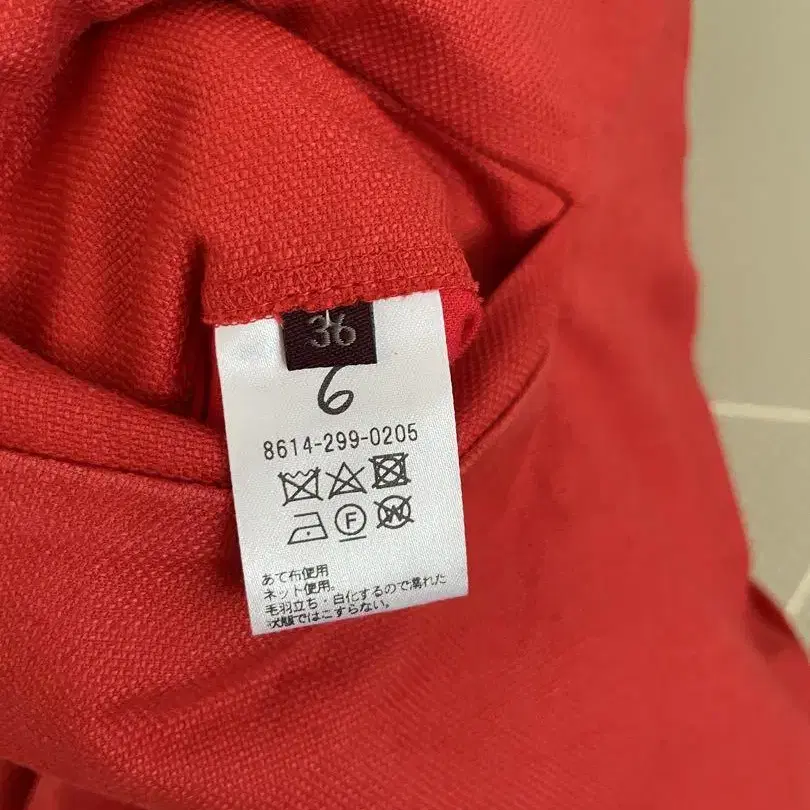 36
6
8614-299-0205
F
W
あて布使用
ネット使用。
毛羽立ち・白化するので濡れた
状態ではこすらない。